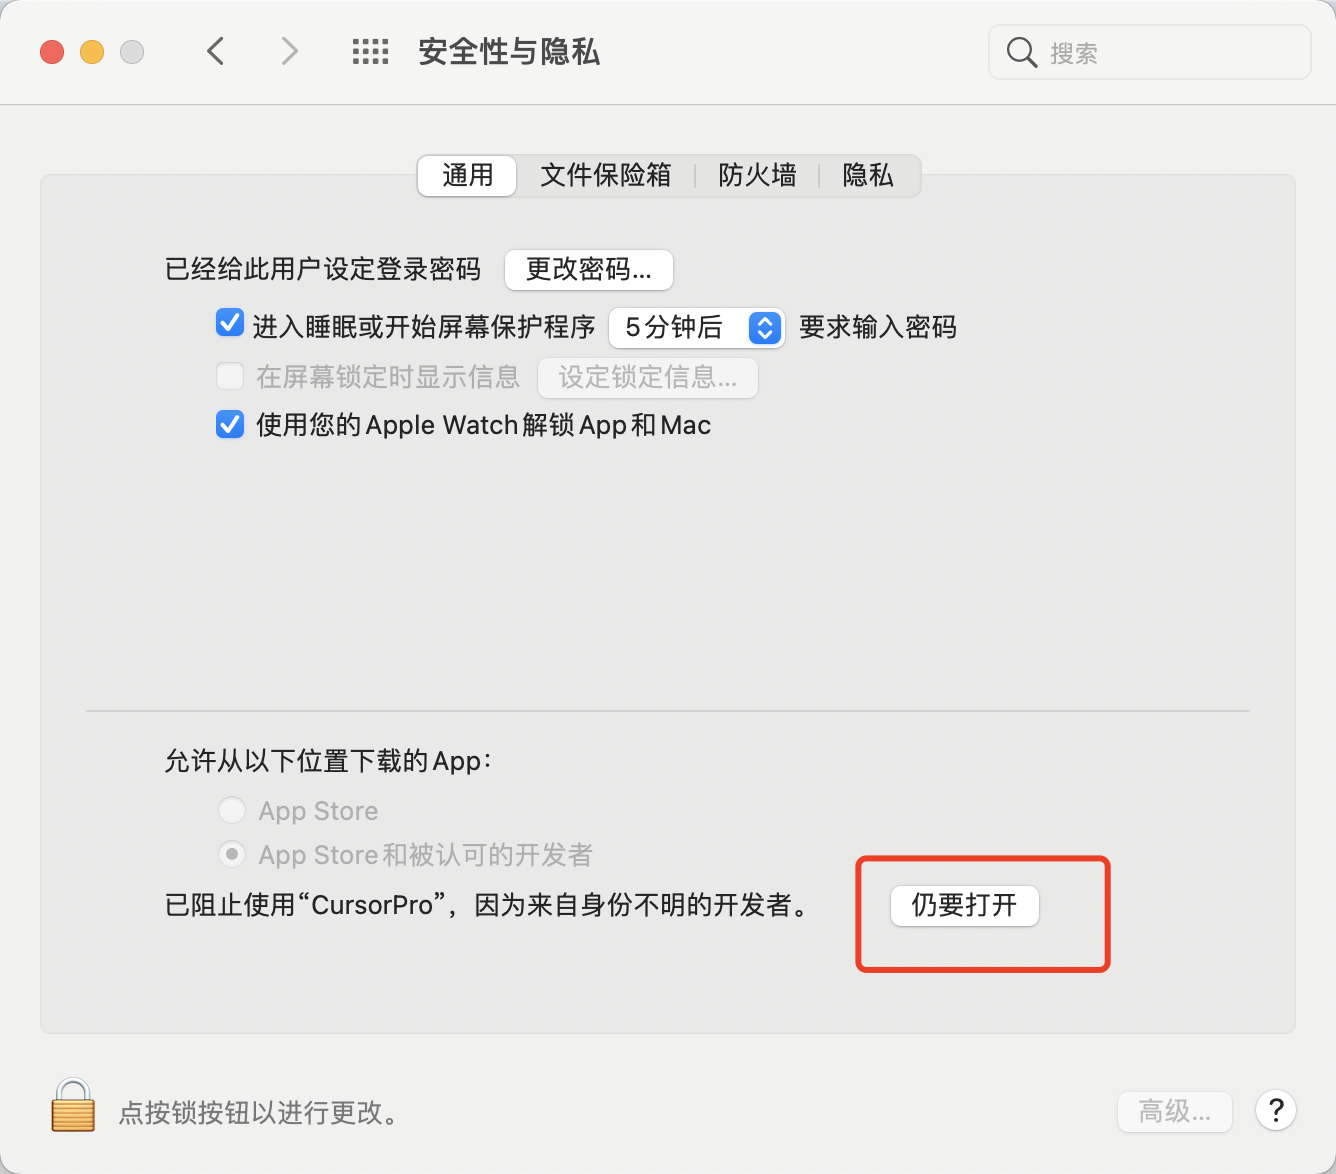 安全性与隐私
搜索
通用 文件保险箱 防火墙 隐私
已经给此用户设定登录密码 更改密码...
进入睡眠或开始屏幕保护程序 5分钟后 要求输入密码
在屏幕锁定时显示信息 设定锁定信息...
使用您的Apple Watch解锁App和Mac
允许从以下位置下载的App：
App Store
App Store和被认可的开发者
已阻止使用“CursorPro”，因为来自身份不明的开发者。 仍要打开
点按锁按钮以进行更改。 高级... ?